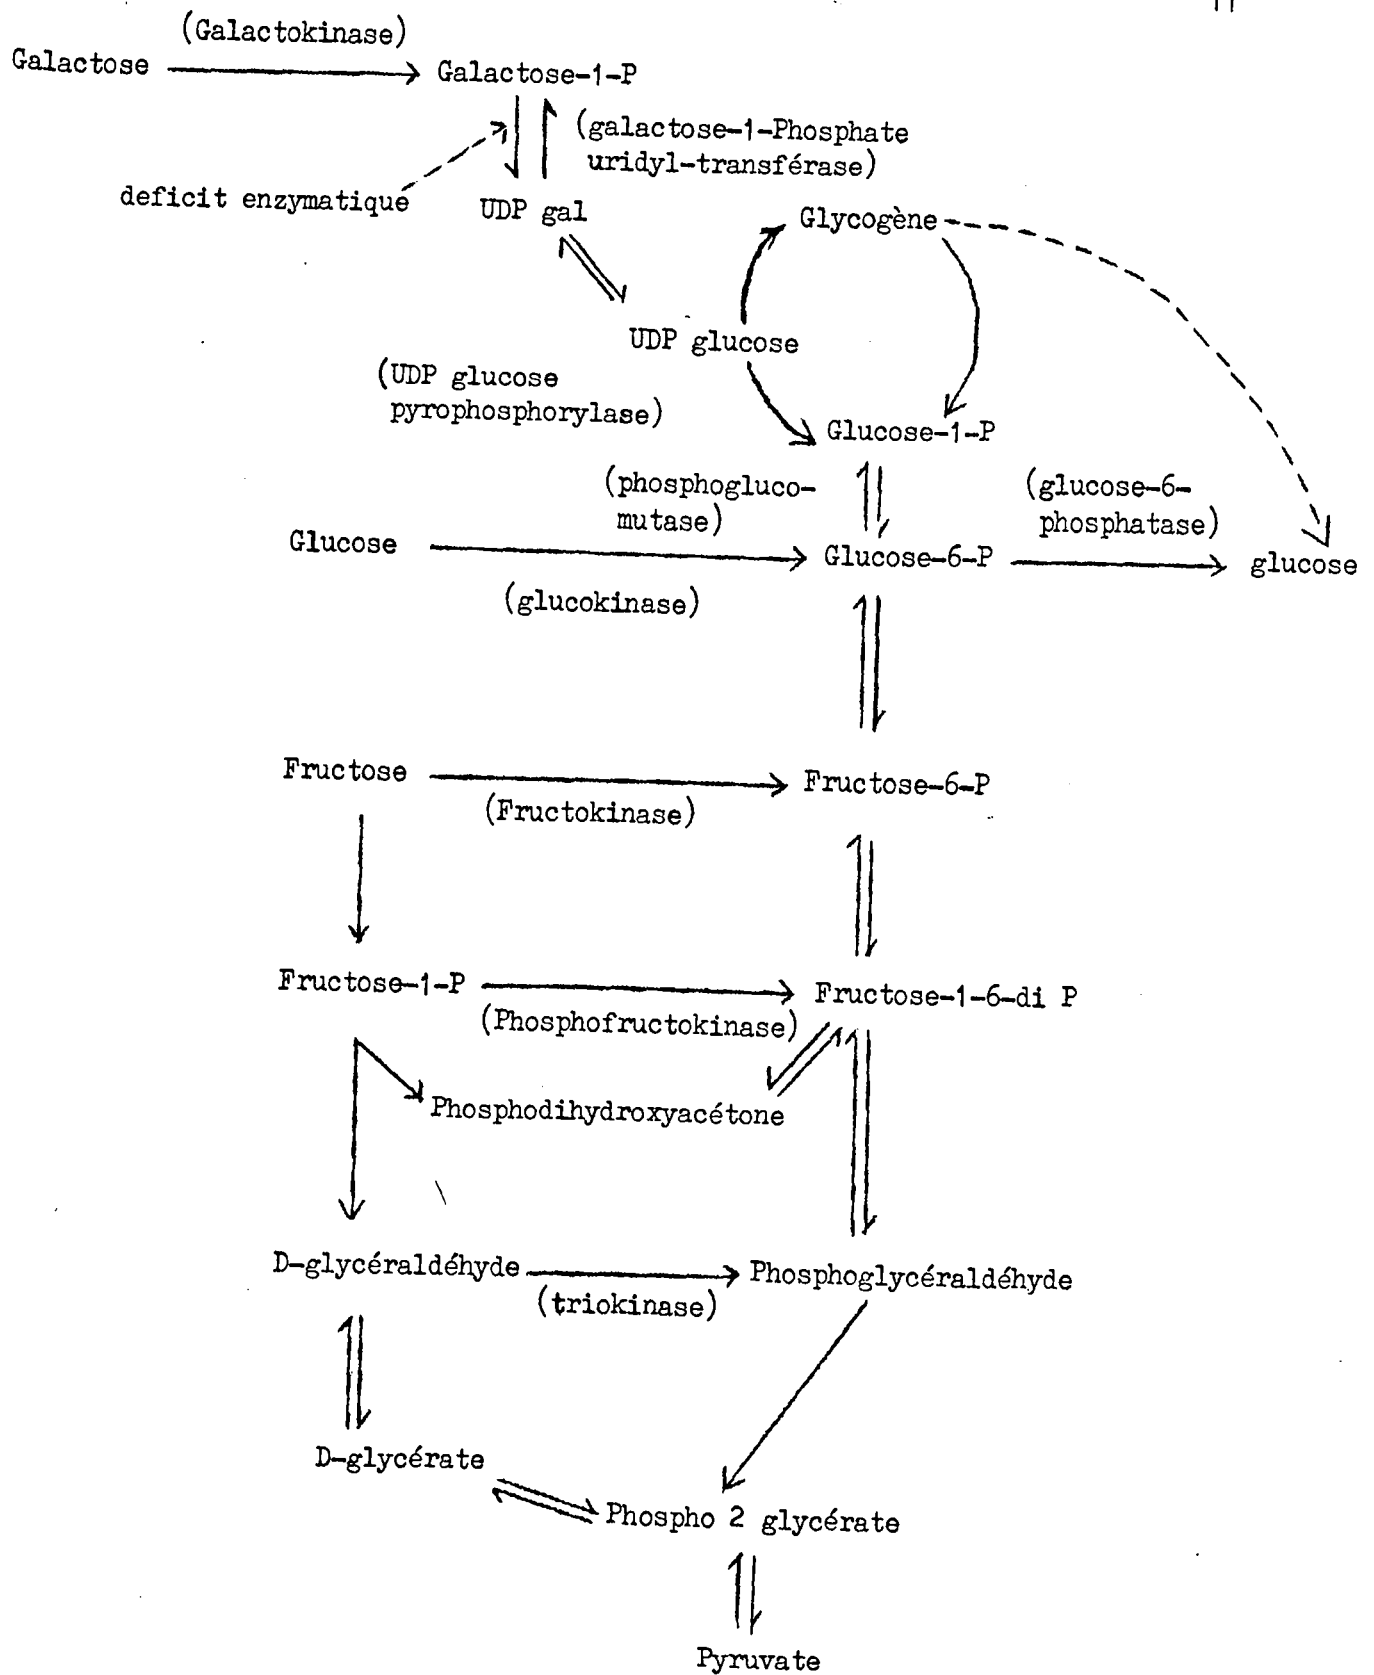 (Galactokinase)
Galactose
Galactose-1-P
(galactose-1-Phosphate
uridyl-transférase)
deficit enzymatique
UDP gal
Glycogène
UDP glucose
(UDP glucose
pyrophosphorylase)
Glucose-1-P
(phosphogluco-
mutase)
(glucose-6-
phosphatase)
Glucose
Glucose-6-P
glucose
(glucokinase)
Fructose
Fructose-6-P
(Fructokinase)
Fructose-1-P
Fructose-1-6-di P
(Phosphofructokinase)
Phosphodihydroxyacétone
D-glycéraldéhyde
Phosphoglycéraldéhyde
(triokinase)
D-glycérate
Phospho 2 glycérate
Pyruvate